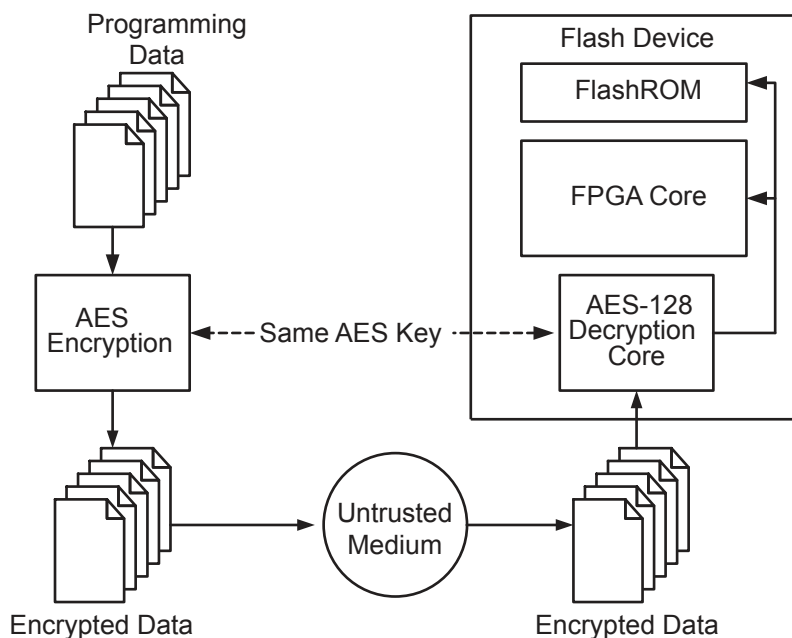 Programming
Data
Flash Device
FlashROM
FPGA Core
AES
Encryption
Same AES Key
AES-128
Decryption
Core
Untrusted
Medium
Encrypted Data
Encrypted Data